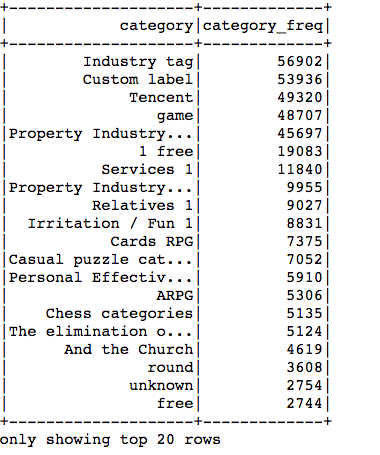 +--------------------+-------------+
|            category|category_freq|
+--------------------+-------------+
|        Industry tag|        56902|
|        Custom label|        53936|
|             Tencent|        49320|
|                game|        48707|
|Property Industry...|        45697|
|              1 free|        19083|
|          Services 1|        11840|
|Property Industry...|         9955|
|         Relatives 1|         9027|
|  Irritation / Fun 1|         8831|
|           Cards RPG|         7375|
|Casual puzzle cat...|         7052|
|Personal Effectiv...|         5910|
|                ARPG|         5306|
|    Chess categories|         5135|
|The elimination o...|         5124|
|      And the Church|         4619|
|               round|         3608|
|             unknown|         2754|
|                free|         2744|
+--------------------+-------------+
only showing top 20 rows